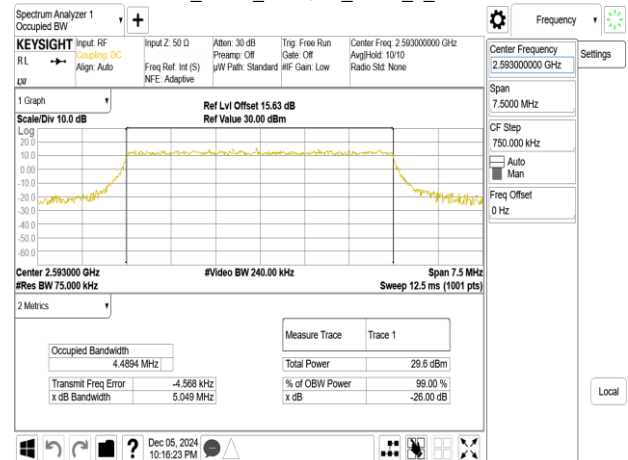 Spectrum Analyzer 1
Occupied BW
Frequency
KEYSIGHT
RL
Input: RF
Coupling: DC
Align: Auto
Input Z: 50 Ω
Freq Ref: Int (S)
NFE: Adaptive
Atten: 30 dB
Preamp: Off
µW Path: Standard
Trig: Free Run
Gate: Off
#IF Gain: Low
Center Freq: 2.593000000 GHz
Avg|Hold: 10/10
Radio Std: None
Center Frequency
2.593000000 GHz
Settings
Span
7.5000 MHz
CF Step
750.000 kHz
Auto
Man
Freq Offset
0 Hz
Local
1 Graph
Scale/Div 10.0 dB
Ref Lvl Offset 15.63 dB
Ref Value 30.00 dBm
Log
20.0
10.0
0.00
-10.0
-20.0
-30.0
-40.0
-50.0
-60.0
Center 2.593000 GHz
#Video BW 240.00 kHz
Span 7.5 MHz
#Res BW 75.000 kHz
Sweep 12.5 ms (1001 pts)
2 Metrics
Measure Trace Trace 1
Occupied Bandwidth
4.4894 MHz
Total Power 29.6 dBm
Transmit Freq Error -4.568 kHz
% of OBW Power 99.00 %
x dB Bandwidth 5.049 MHz
x dB -26.00 dB
?
Dec 05, 2024
10:16:23 PM